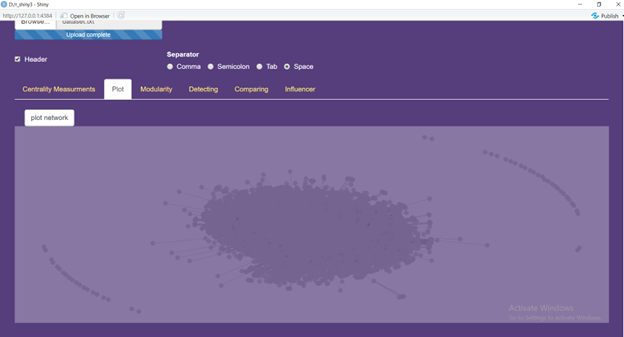 D:/r_shiny3 - Shiny
http://127.0.0.1:4384 Open in Browser Publish
Browse... dataset.txt
Upload complete
Header
Separator
Comma Semicolon Tab Space
Centrality Measurments Plot Modularity Detecting Comparing Influencer
plot network
Activate Windows
Go to Settings to activate Windows.